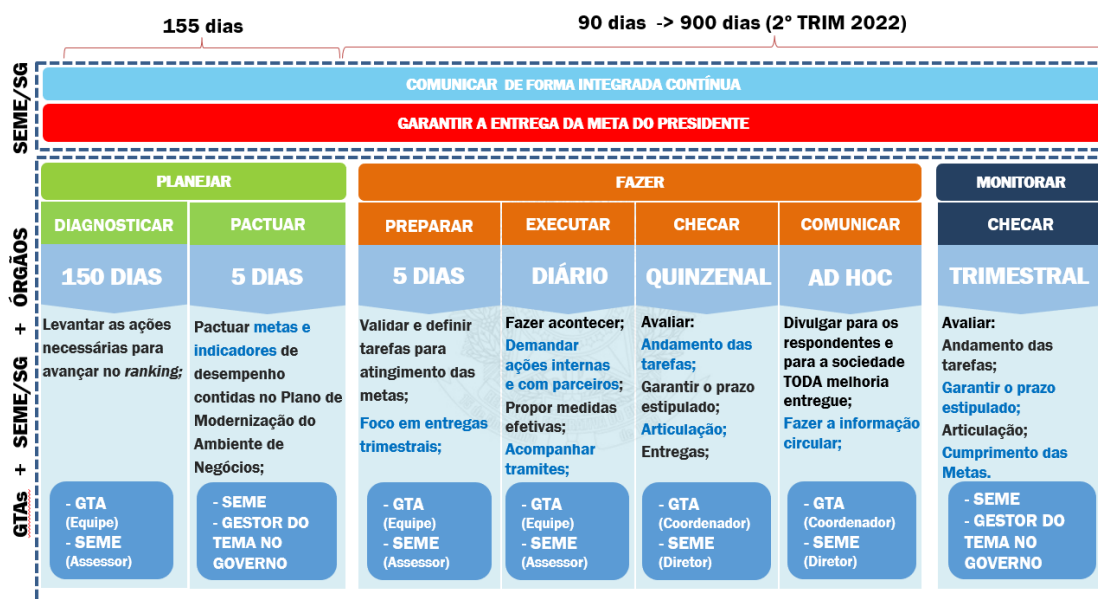 155 dias
90 dias -> 900 dias (2° TRIM 2022)
SEME/SG
COMUNICAR DE FORMA INTEGRADA CONTÍNUA
GARANTIR A ENTREGA DA META DO PRESIDENTE
GTAs + SEME/SG + ÓRGÃOS
PLANEJAR
DIAGNOSTICAR
150 DIAS
Levantar as ações
necessárias para
avançar no ranking;
- GTA
(Equipe)
- SEME
(Assessor)
PACTUAR
5 DIAS
Pactuar metas e
indicadores de
desempenho
contidas no Plano de
Modernização do
Ambiente de
Negócios;
- SEME
- GESTOR DO
TEMA NO
GOVERNO
FAZER
PREPARAR
5 DIAS
Validar e definir
tarefas para
atingimento das
metas;
Foco em entregas
trimestrais;
- GTA
(Equipe)
- SEME
(Assessor)
EXECUTAR
DIÁRIO
Fazer acontecer;
Demandar
ações internas
e com parceiros;
Propor medidas
efetivas;
Acompanhar
tramites;
- GTA
(Equipe)
- SEME
(Assessor)
CHECAR
QUINZENAL
Avaliar:
Andamento das
tarefas;
Garantir o prazo
estipulado;
Articulação;
Entregas;
- GTA
(Coordenador)
- SEME
(Diretor)
COMUNICAR
AD HOC
Divulgar para os
respondentes e
para a sociedade
TODA melhoria
entregue;
Fazer a informação
circular;
- GTA
(Coordenador)
- SEME
(Diretor)
MONITORAR
CHECAR
TRIMESTRAL
Avaliar:
Andamento das
tarefas;
Garantir o prazo
estipulado;
Articulação;
Cumprimento das
Metas.
- SEME
- GESTOR DO
TEMA NO
GOVERNO